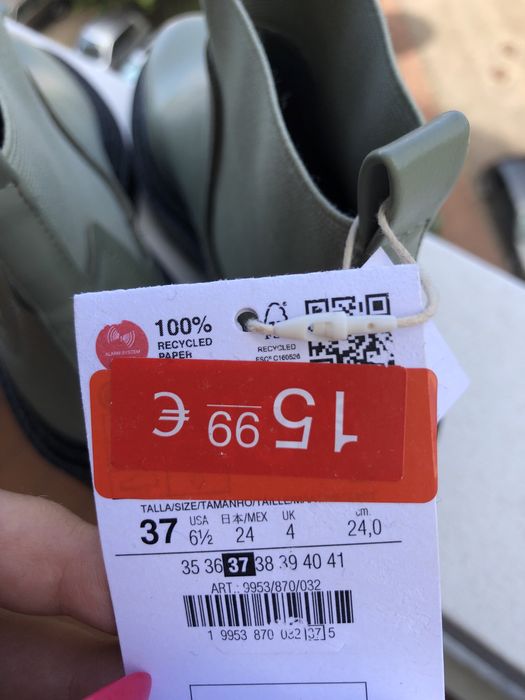 100%
RECYCLED
PAPER
ALARM SYSTEM
RECYCLED
FSC® C160526
15 99 €
TALLA/SIZE/TAMANHO/TAILLE/
37 USA 6½ 日本/MEX 24 UK 4 cm. 24,0
35 36 37 38 39 40 41
ART.: 9953/870/032
1 9953 870 032 37 5